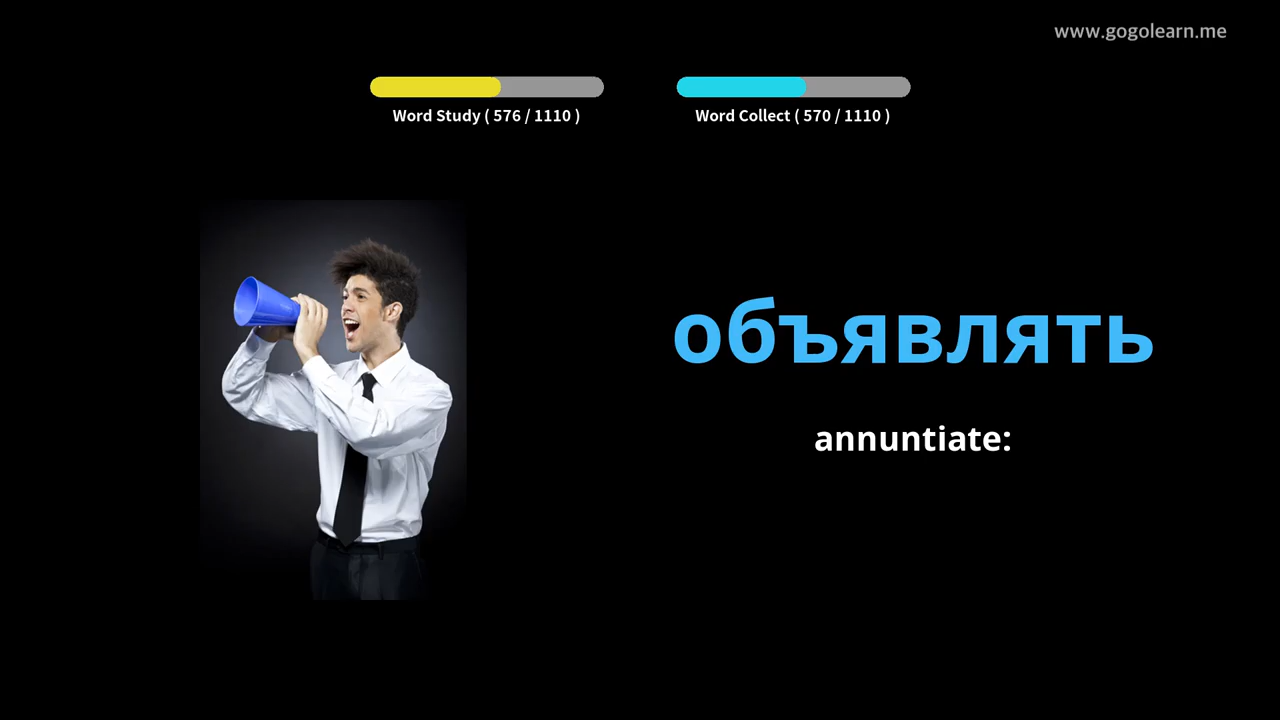 www.gogolearn.me
Word Study ( 576 / 1110 )
Word Collect ( 570 / 1110 )
объявлять
annuntiate: